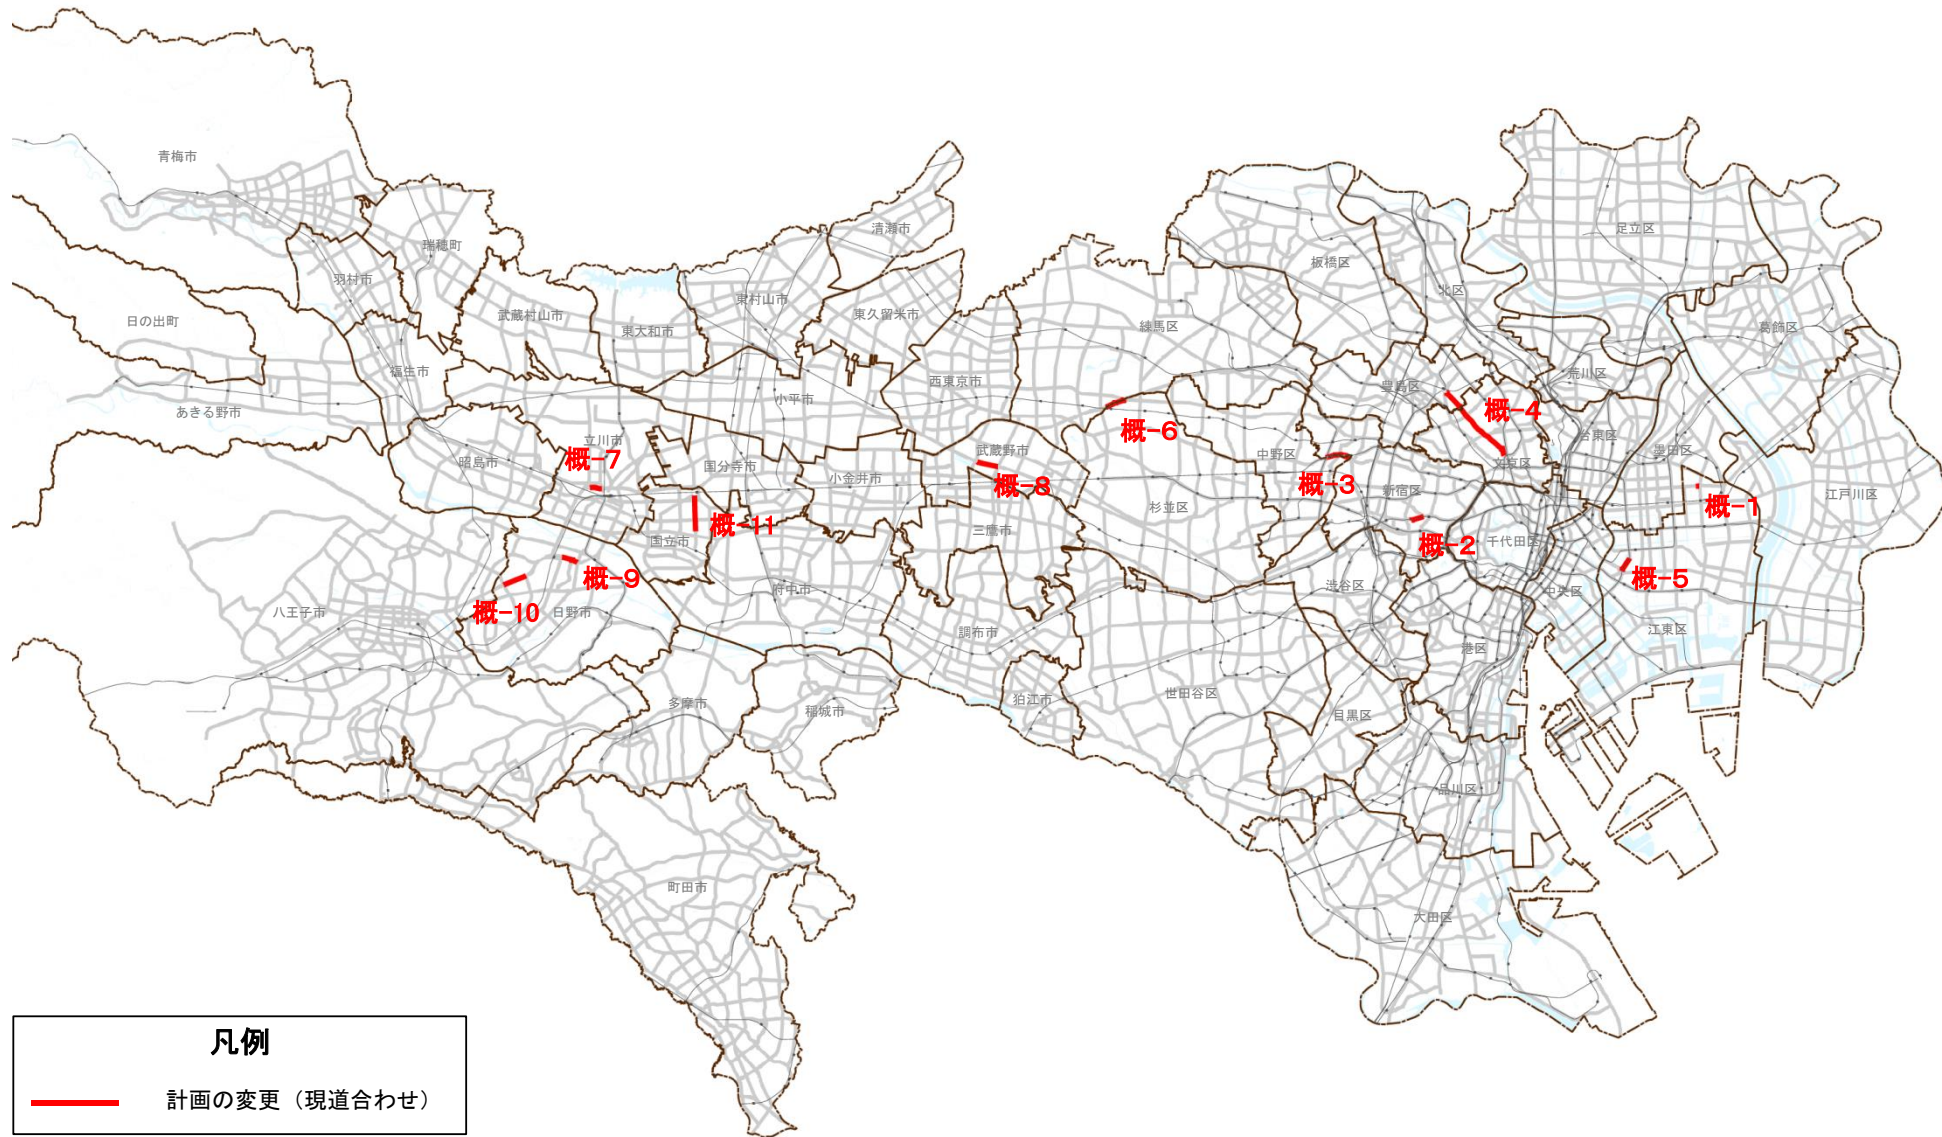 青梅市
清瀬市
足立区
瑞穂町
板橋区
羽村市
北区
東村山市
日の出町
武蔵村山市
東大和市
東久留米市
練馬区
葛飾区
福生市
西東京市
豊島区
荒川区
小平市
あきる野市
概-4
概-6
立川市
台東区
墨田区
武蔵野市
中野区
文京区
概-7
昭島市
国分寺市
小金井市
概-8
概-3
新宿区
江戸川区
杉並区
概-1
概-11
三鷹市
国立市
概-2
千代田区
概-9
概-5
府中市
渋谷区
中央区
八王子市
概-10
日野市
調布市
江東区
港区
多摩市
稲城市
狛江市
世田谷区
目黒区
品川区
町田市
大田区
凡例
計画の変更（現道合わせ）